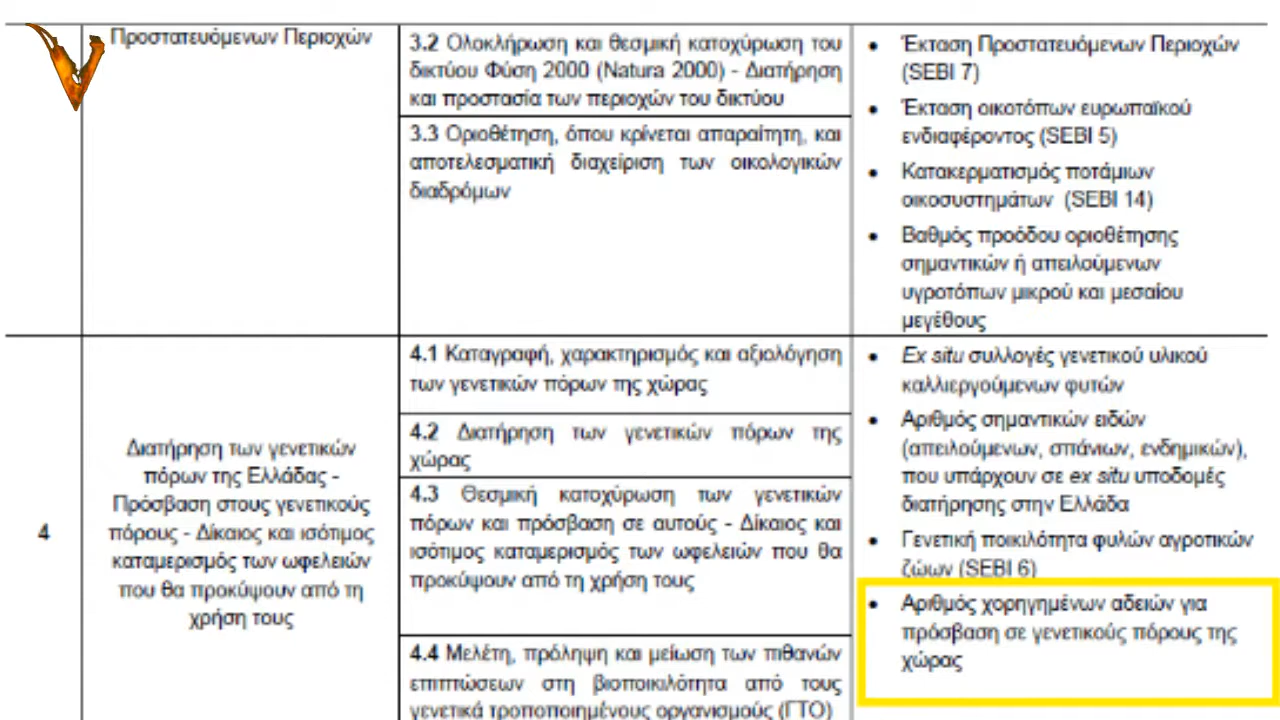 Προστατευόμενων Περιοχών
3.2 Ολοκλήρωση και θεσμική κατοχύρωση του
δικτύου Φύση 2000 (Natura 2000) - Διατήρηση
και προστασία των περιοχών του δικτύου
3.3 Οριοθέτηση, όπου κρίνεται απαραίτητη, και
αποτελεσματική διαχείριση των οικολογικών
διαδρόμων
• Έκταση Προστατευόμενων Περιοχών
(SEBI 7)
• Έκταση οικοτόπων ευρωπαϊκού
ενδιαφέροντος (SEBI 5)
• Κατακερματισμός ποτάμιων
οικοσυστημάτων (SEBI 14)
• Βαθμός προόδου οριοθέτησης
σημαντικών ή απειλούμενων
υγροτόπων μικρού και μεσαίου
μεγέθους
4
Διατήρηση των γενετικών
πόρων της Ελλάδας -
Πρόσβαση στους γενετικούς
πόρους - Δίκαιος και ισότιμος
καταμερισμός των ωφελειών
που θα προκύψουν από τη
χρήση τους
4.1 Καταγραφή, χαρακτηρισμός και αξιολόγηση
των γενετικών πόρων της χώρας
4.2 Διατήρηση των γενετικών πόρων της
χώρας
4.3 Θεσμική κατοχύρωση των γενετικών
πόρων και πρόσβαση σε αυτούς - Δίκαιος και
ισότιμος καταμερισμός των ωφελειών που θα
προκύψουν από τη χρήση τους
4.4 Μελέτη, πρόληψη και μείωση των πιθανών
επιπτώσεων στη βιοποικιλότητα από τους
γενετικά τροποποιημένους οργανισμούς (ΓΤΟ)
• Ex situ συλλογές γενετικού υλικού
καλλιεργούμενων φυτών
• Αριθμός σημαντικών ειδών
(απειλούμενων, σπάνιων, ενδημικών),
που υπάρχουν σε ex situ υποδομές
διατήρησης στην Ελλάδα
• Γενετική ποικιλότητα φυλών αγροτικών
ζώων (SEBI 6)
• Αριθμός χορηγημένων αδειών για
πρόσβαση σε γενετικούς πόρους της
χώρας